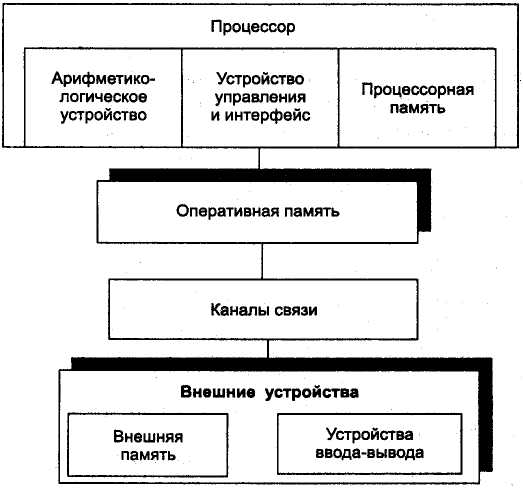 Процессор
Арифметико-
логическое
устройство
Устройство
управления
и интерфейс
Процессорная
память
Оперативная память
Каналы связи
Внешние устройства
Внешняя
память
Устройства
ввода-вывода